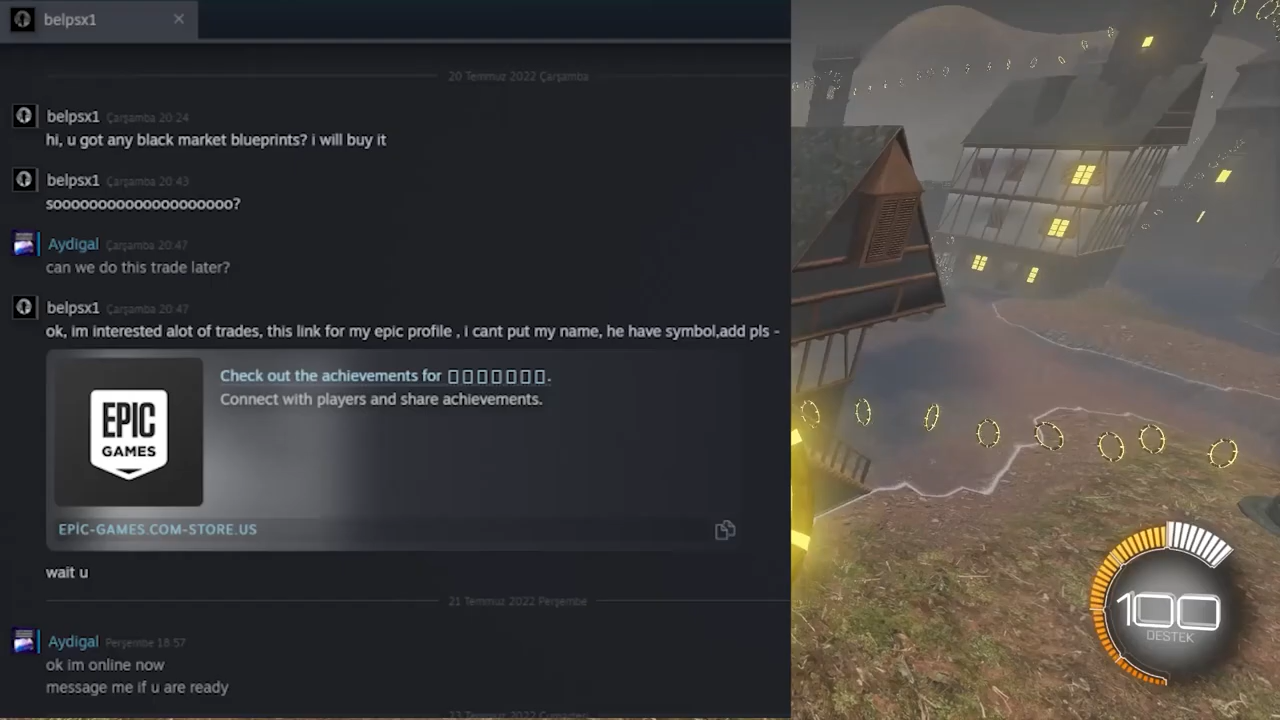 belpsx1
20 Temmuz 2022 Çarşamba
belpsx1 Çarşamba 20:24
hi, u got any black market blueprints? i will buy it
belpsx1 Çarşamba 20:43
soooooooooooooooooooo?
Aydigal Çarşamba 20:47
can we do this trade later?
belpsx1 Çarşamba 20:47
ok, im interested alot of trades, this link for my epic profile , i cant put my name, he have symbol,add pls -
EPIC
GAMES
Check out the achievements for ▯▯▯▯▯▯▯.
Connect with players and share achievements.
EPİC-GAMES.COM-STORE.US
wait u
21 Temmuz 2022 Perşembe
Aydigal Perşembe 18:57
ok im online now
message me if u are ready
100
DESTEK